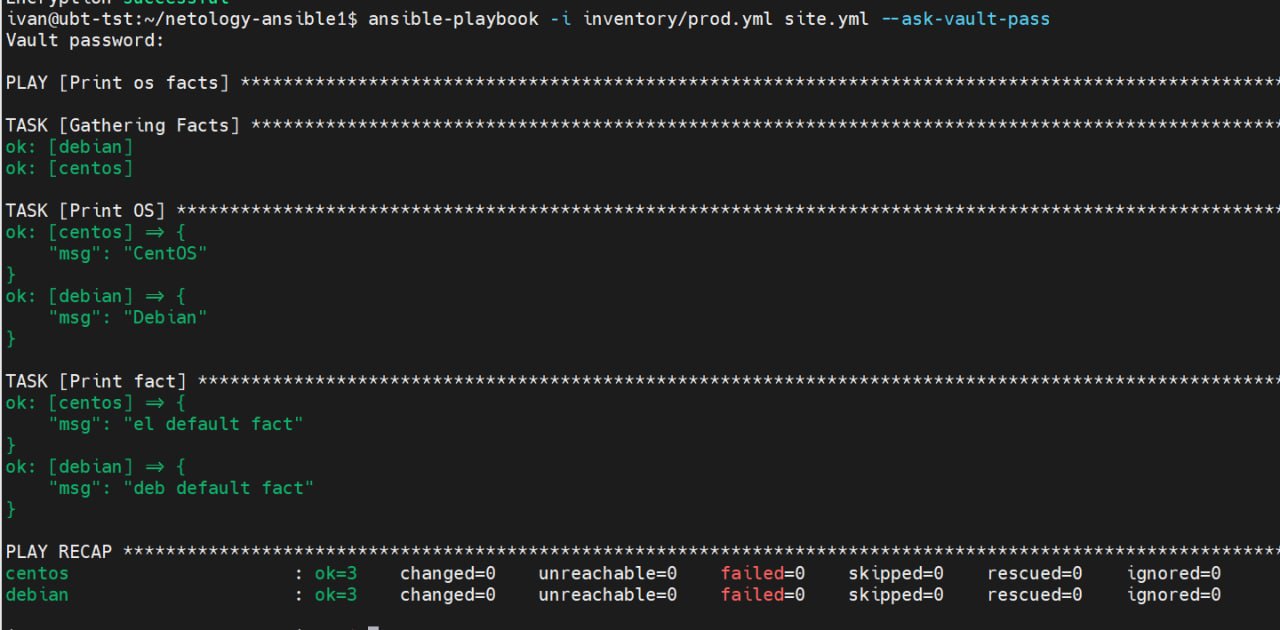 Encryption successful
ivan@ubt-tst:~/netology-ansible1$ ansible-playbook -i inventory/prod.yml site.yml --ask-vault-pass
Vault password:
PLAY [Print os facts] ****************************************************************************************************
TASK [Gathering Facts] ***************************************************************************************************
ok: [debian]
ok: [centos]
TASK [Print OS] **********************************************************************************************************
ok: [centos] => {
    "msg": "CentOS"
}
ok: [debian] => {
    "msg": "Debian"
}
TASK [Print fact] ********************************************************************************************************
ok: [centos] => {
    "msg": "el default fact"
}
ok: [debian] => {
    "msg": "deb default fact"
}
PLAY RECAP ***************************************************************************************************************
centos                     : ok=3    changed=0    unreachable=0    failed=0    skipped=0    rescued=0    ignored=0
debian                     : ok=3    changed=0    unreachable=0    failed=0    skipped=0    rescued=0    ignored=0